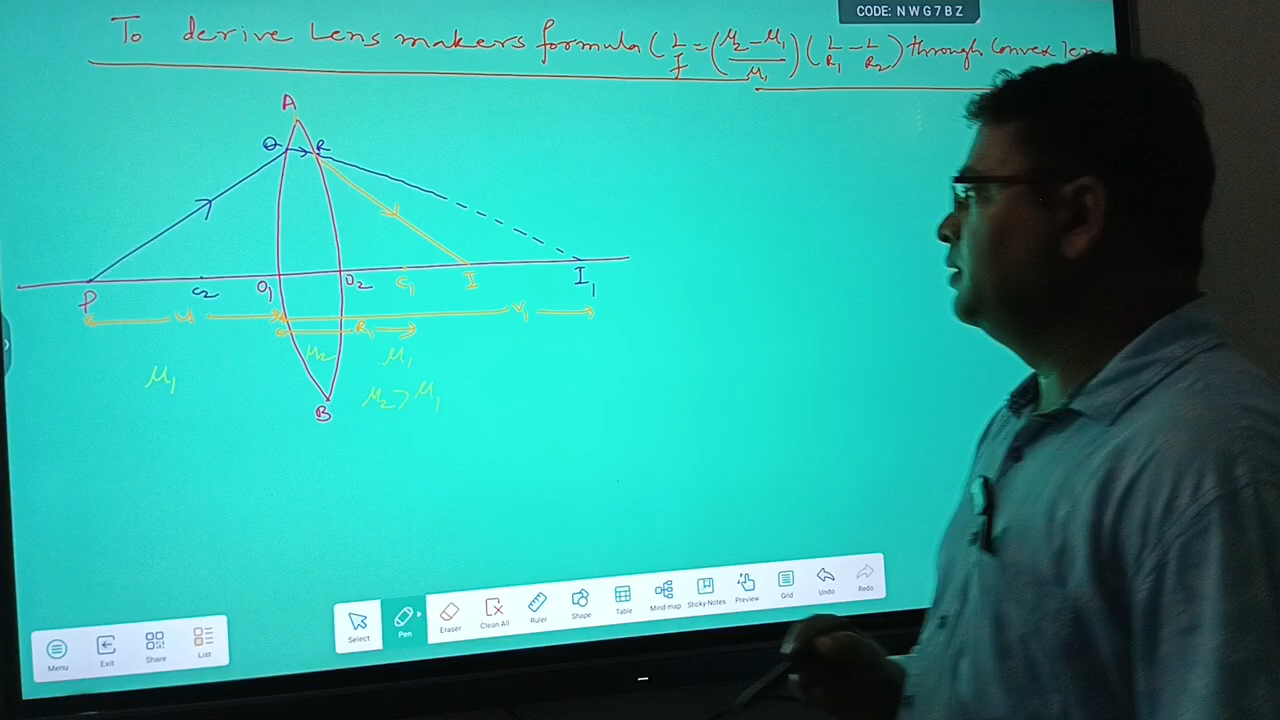 CODE: N W G 7 B Z
To derive Lens makers formula (1/f = (μ2-μ1/μ1)(1/R1 - 1/R2) through Convex lens
A
Q R
P C2 O1 O2 C1 I I1
u v1
R1
μ2 μ1
μ1
μ2 > μ1
B
Select Pen Eraser Clean All Ruler Shape Table Mind map Sticky-Notes Preview Grid Undo Redo
Menu Exit Share List